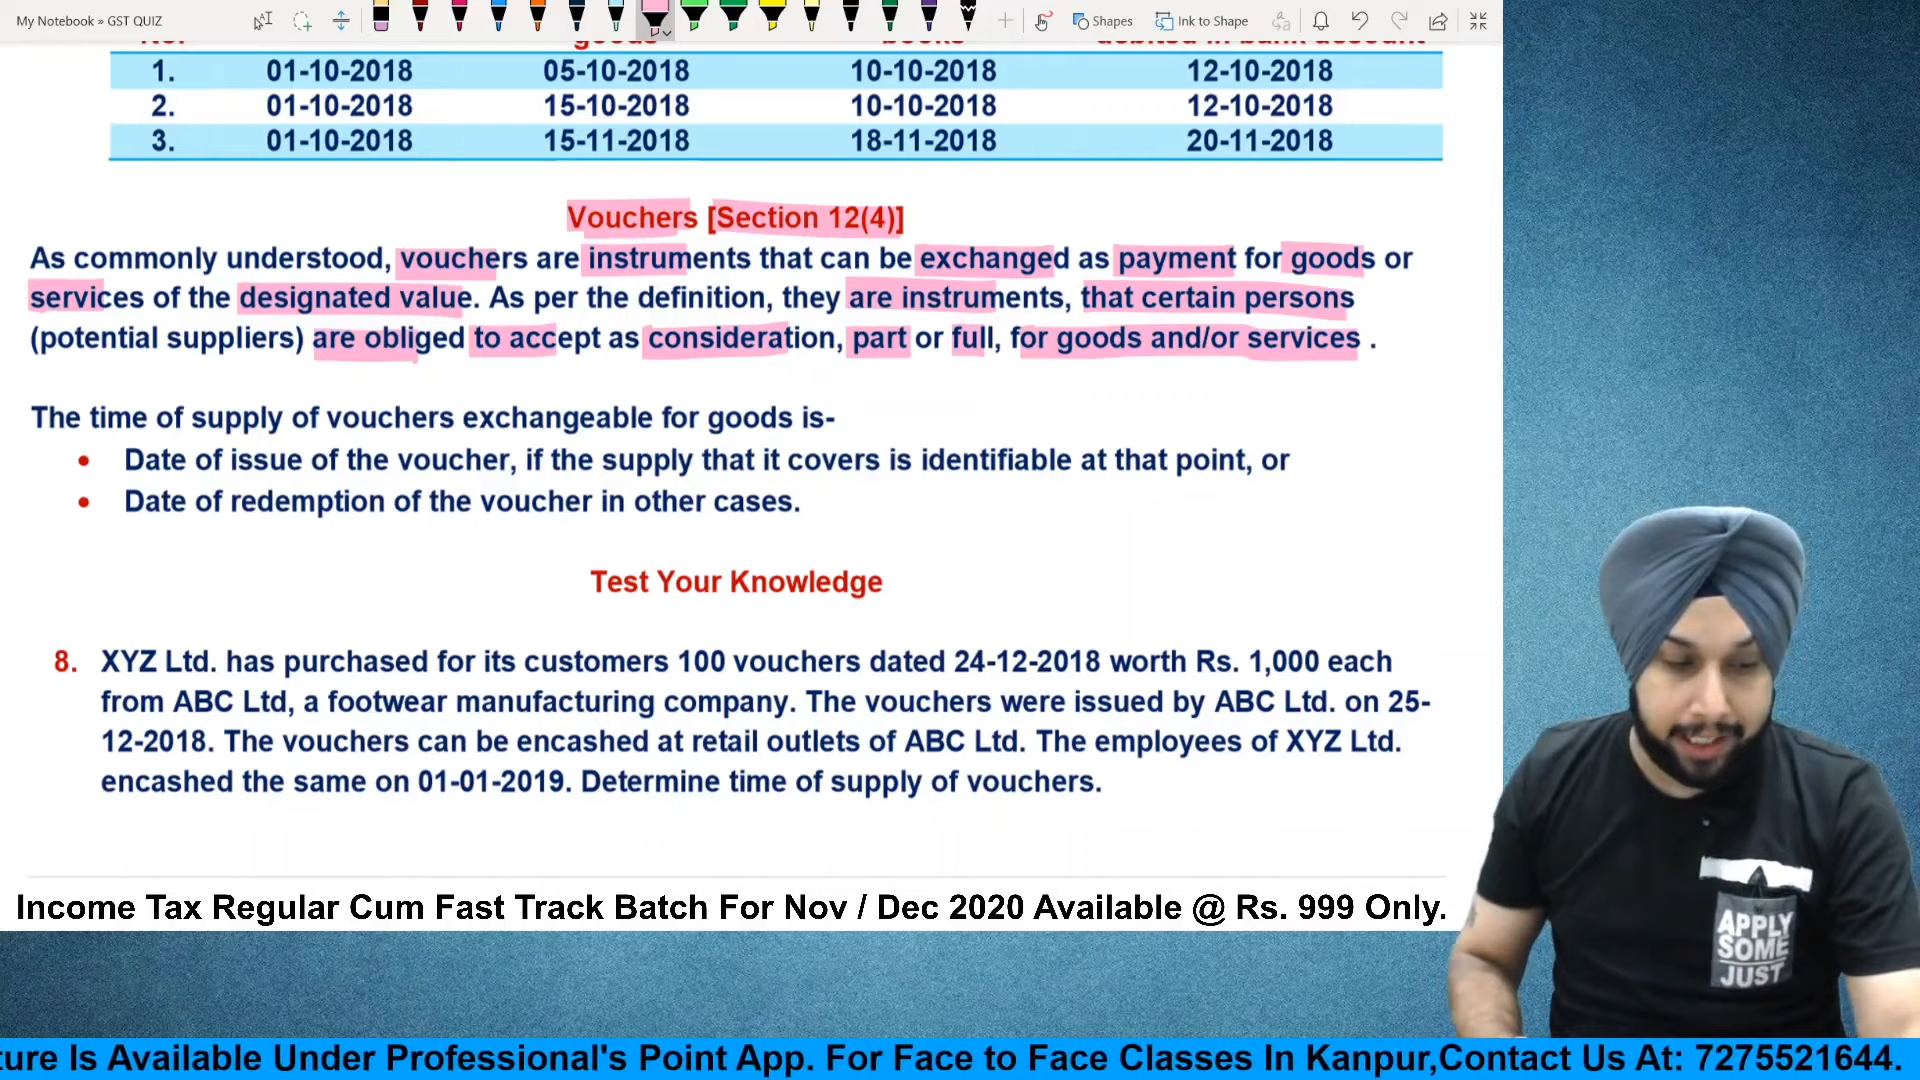 My Notebook » GST QUIZ
Shapes
Ink to Shape
No. goods books debited in bank account
1. 01-10-2018 05-10-2018 10-10-2018 12-10-2018
2. 01-10-2018 15-10-2018 10-10-2018 12-10-2018
3. 01-10-2018 15-11-2018 18-11-2018 20-11-2018
Vouchers [Section 12(4)]
As commonly understood, vouchers are instruments that can be exchanged as payment for goods or
services of the designated value. As per the definition, they are instruments, that certain persons
(potential suppliers) are obliged to accept as consideration, part or full, for goods and/or services .
The time of supply of vouchers exchangeable for goods is-
• Date of issue of the voucher, if the supply that it covers is identifiable at that point, or
• Date of redemption of the voucher in other cases.
Test Your Knowledge
8. XYZ Ltd. has purchased for its customers 100 vouchers dated 24-12-2018 worth Rs. 1,000 each
from ABC Ltd, a footwear manufacturing company. The vouchers were issued by ABC Ltd. on 25-
12-2018. The vouchers can be encashed at retail outlets of ABC Ltd. The employees of XYZ Ltd.
encashed the same on 01-01-2019. Determine time of supply of vouchers.
Income Tax Regular Cum Fast Track Batch For Nov / Dec 2020 Available @ Rs. 999 Only.
APPLY
SOME
JUST
ture Is Available Under Professional's Point App. For Face to Face Classes In Kanpur,Contact Us At: 7275521644.